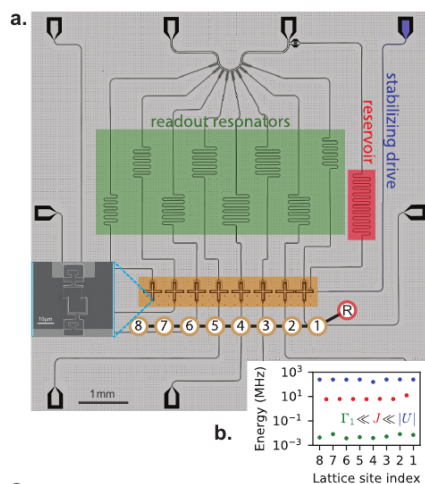 a.
readout resonators
reservoir
stabilizing drive
10μm
8 7 6 5 4 3 2 1 R
1mm
b.
Energy (MHz)
10³
10¹
10⁻¹
10⁻³
Γ₁ ≪ J ≪ |U|
8 7 6 5 4 3 2 1
Lattice site index